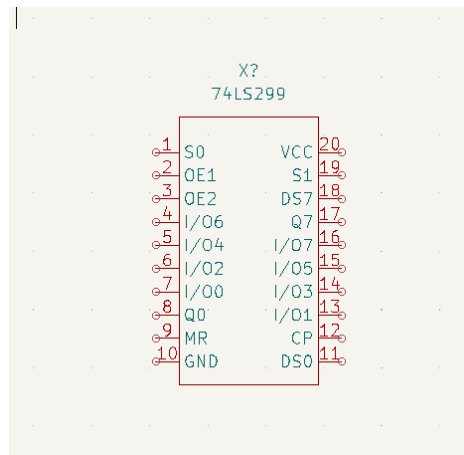 X?
74LS299
1 S0 VCC 20
2 OE1 S1 19
3 OE2 DS7 18
4 I/O6 Q7 17
5 I/O4 I/O7 16
6 I/O2 I/O5 15
7 I/O0 I/O3 14
8 Q0 I/O1 13
9 MR CP 12
10 GND DS0 11